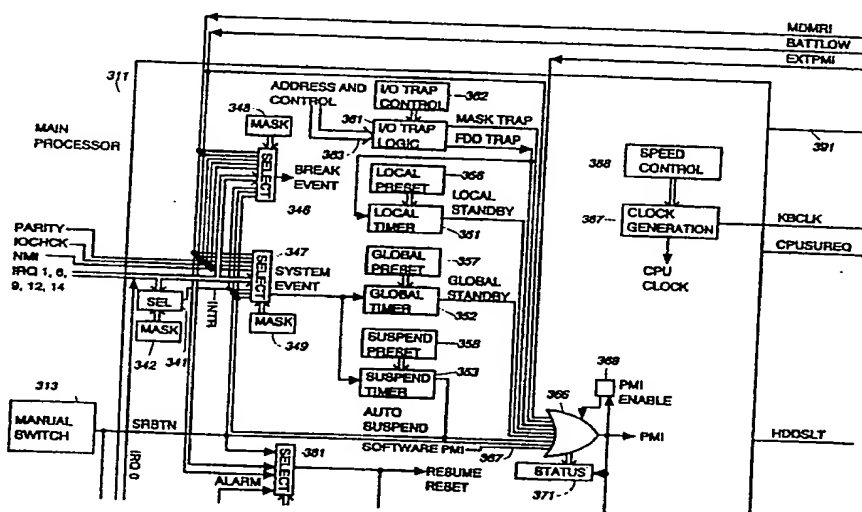 MDMRI
BATTLOW
EXTPMI
311
ADDRESS AND
CONTROL
I/O TRAP
CONTROL
362
348
MASK
361
MASK TRAP
MAIN
PROCESSOR
I/O TRAP
LOGIC
FDD TRAP
363
391
SELECT
BREAK
EVENT
346
LOCAL
PRESET
356
LOCAL
STANDBY
368
SPEED
CONTROL
LOCAL
TIMER
351
367
CLOCK
GENERATION
KBCLK
PARITY
IOCHCK
NMI
IRQ 1, 6,
9, 12, 14
347
SELECT
SYSTEM
EVENT
GLOBAL
PRESET
357
GLOBAL
STANDBY
CPUSUREQ
CPU
CLOCK
GLOBAL
TIMER
352
SEL
INTR
MASK
342
341
MASK
349
SUSPEND
PRESET
358
SUSPEND
TIMER
353
369
PMI
ENABLE
313
MANUAL
SWITCH
SRBTN
AUTO
SUSPEND
366
SOFTWARE PMI
367
PMI
HDDSLT
IRQ 0
SELECT
381
STATUS
371
ALARM
RESUME
RESET